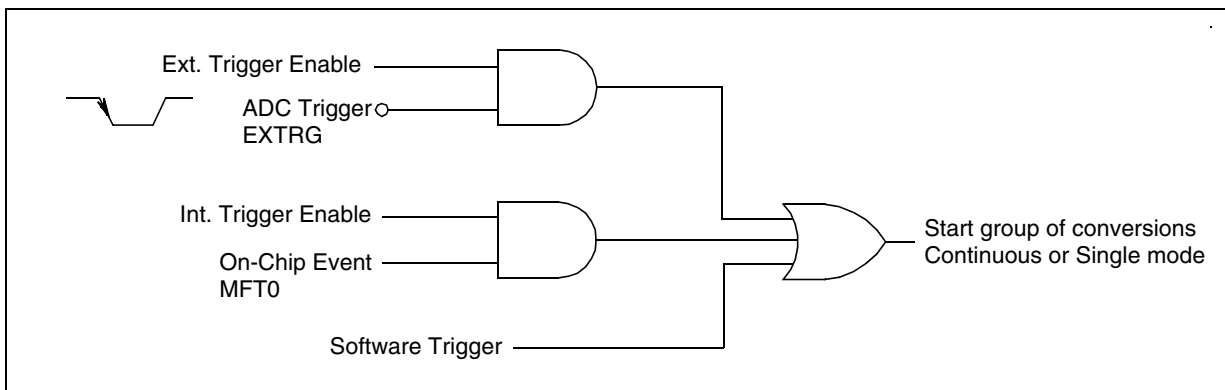 Ext. Trigger Enable
ADC Trigger
EXTRG
Int. Trigger Enable
On-Chip Event
MFT0
Software Trigger
Start group of conversions
Continuous or Single mode